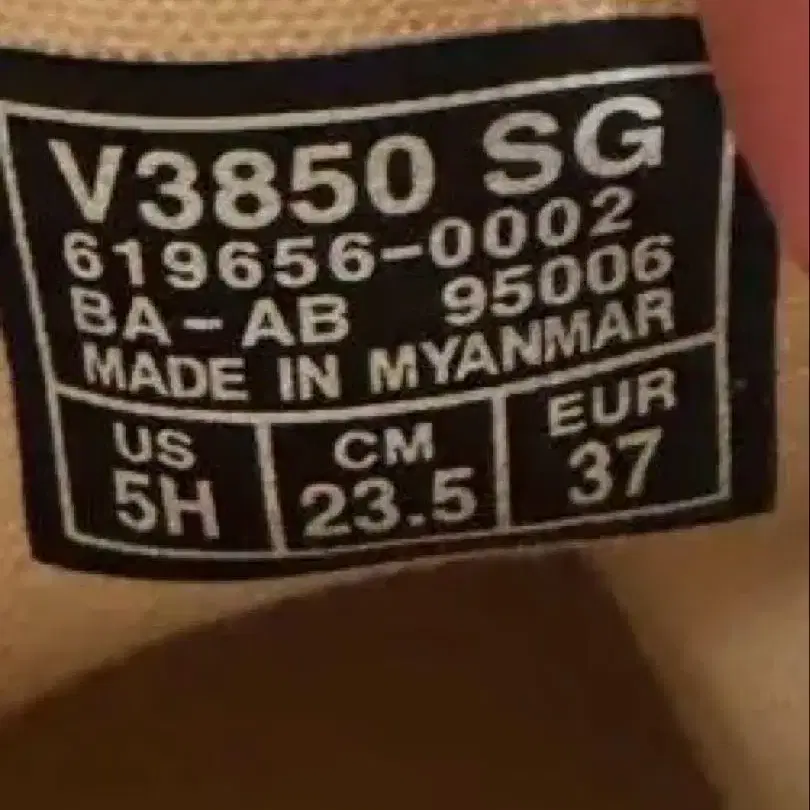 V3850 SG
619656-0002
BA-AB 95006
MADE IN MYANMAR
US CM EUR
5H 23.5 37